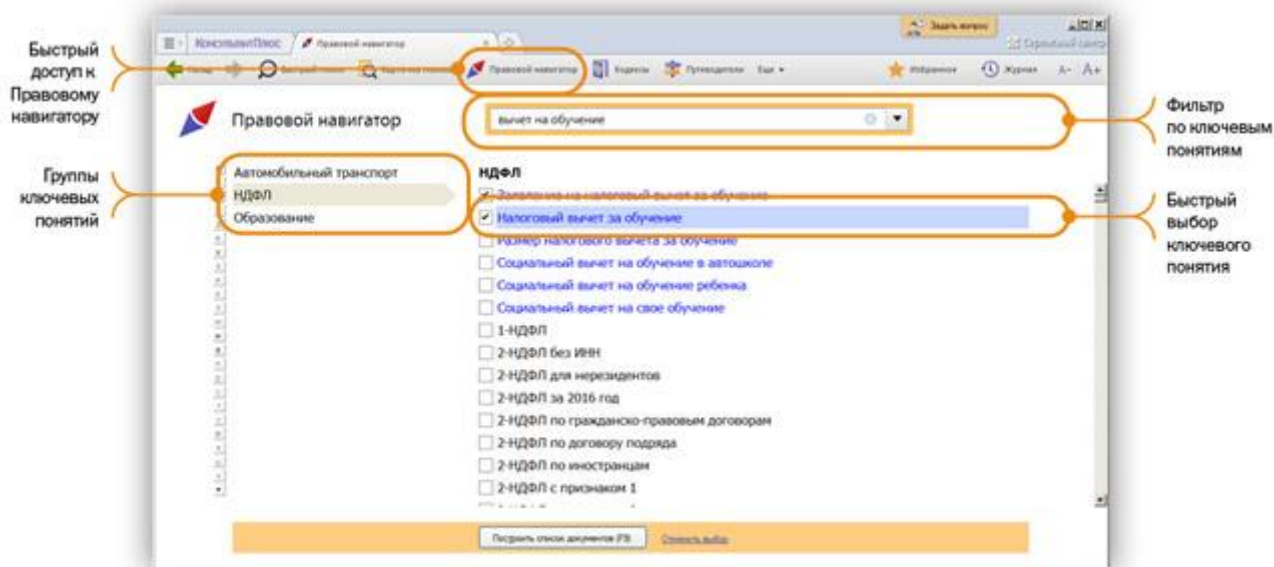 Задать вопрос
КонсультантПлюс
Правовой навигатор
Назад
Быстрый поиск
Карточка поиска
Правовой навигатор
Кодексы
Путеводители
Еще
Избранное
Журнал
А-
А+
Быстрый
доступ к
Правовому
навигатору
Правовой навигатор
вычет на обучение
Фильтр
по ключевым
понятиям
Группы
ключевых
понятий
Автомобильный транспорт
НДФЛ
Образование
НДФЛ
Заявление на налоговый вычет за обучение
Налоговый вычет за обучение
Размер налогового вычета за обучение
Социальный вычет на обучение в автошколе
Социальный вычет на обучение ребенка
Социальный вычет на свое обучение
1-НДФЛ
2-НДФЛ без ИНН
2-НДФЛ для нерезидентов
2-НДФЛ за 2016 год
2-НДФЛ по гражданско-правовым договорам
2-НДФЛ по договору подряда
2-НДФЛ по иностранцам
2-НДФЛ с признаком 1
Быстрый
выбор
ключевого
понятия
Построить список документов (F9)
Отменить выбор